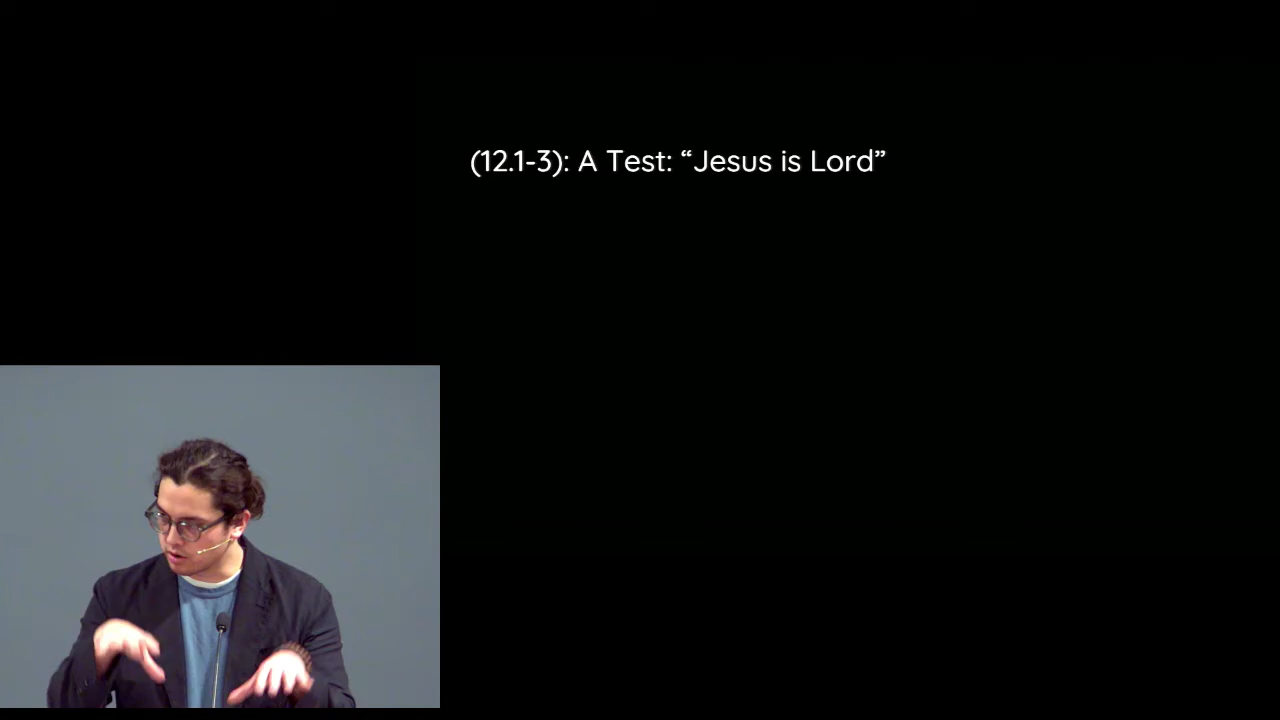 (12.1-3): A Test: “Jesus is Lord”